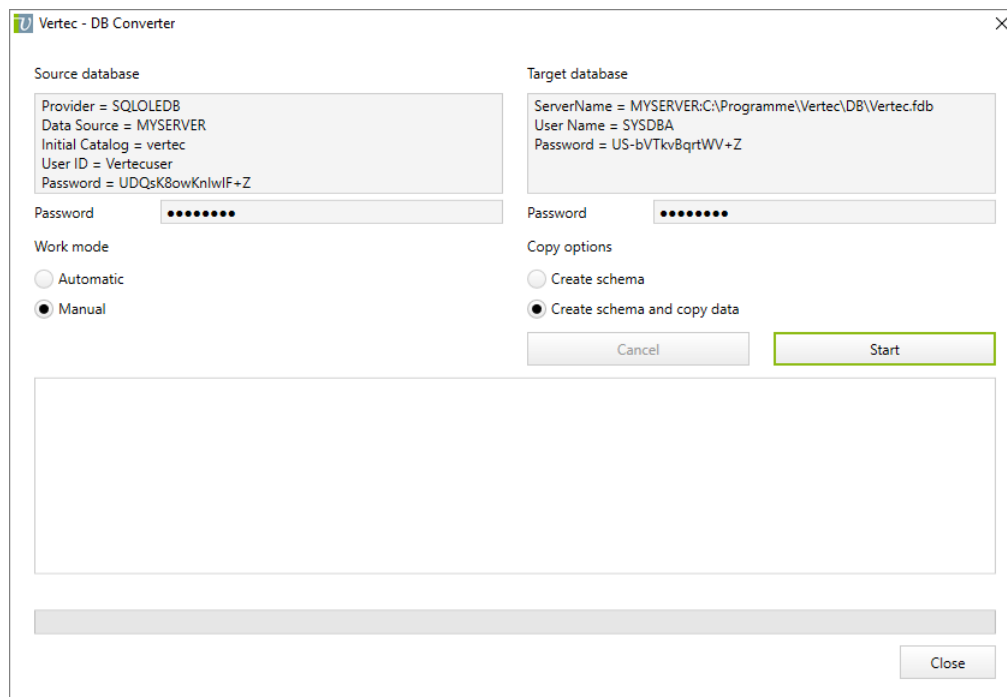 Vertec - DB Converter
Source database
Provider = SQLOLEDB
Data Source = MYSERVER
Initial Catalog = vertec
User ID = Vertecuser
Password = UDQsK8owKnIwIF+Z
Password ••••••••
Work mode
Automatic
Manual
Target database
ServerName = MYSERVER:C:\Programme\Vertec\DB\Vertec.fdb
User Name = SYSDBA
Password = US-bVTkvBqrtWV+Z
Password ••••••••
Copy options
Create schema
Create schema and copy data
Cancel Start
Close